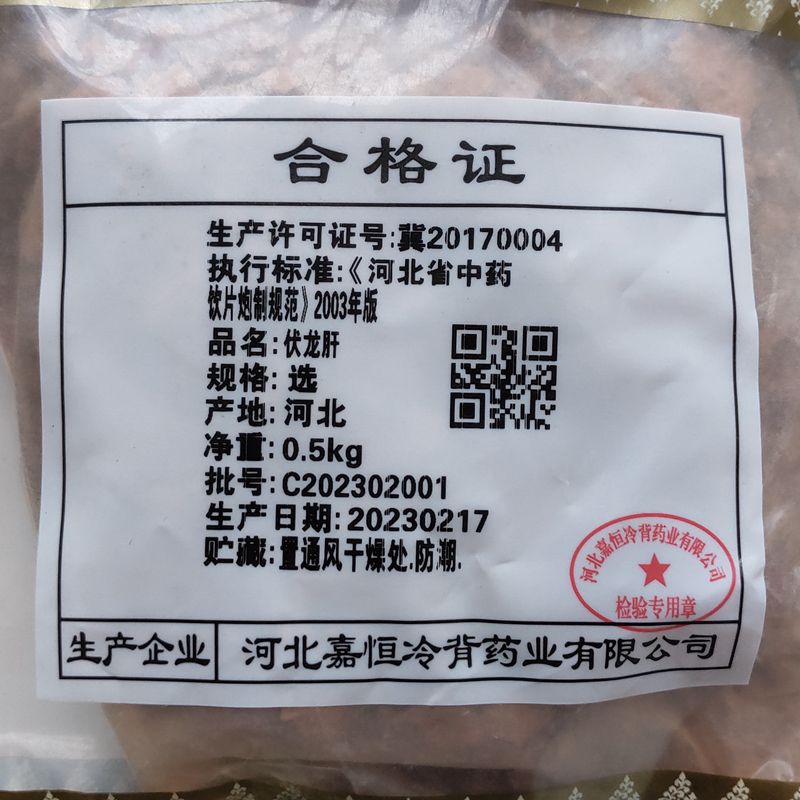 合格证
生产许可证号:冀20170004
执行标准:《河北省中药
饮片炮制规范》2003年版
品名:伏龙肝
规格:选
产地:河北
净重:0.5kg
批号:C202302001
生产日期:20230217
贮藏:置通风干燥处.防潮.
河北嘉恒冷背药业有限公司
检验专用章
生产企业 河北嘉恒冷背药业有限公司